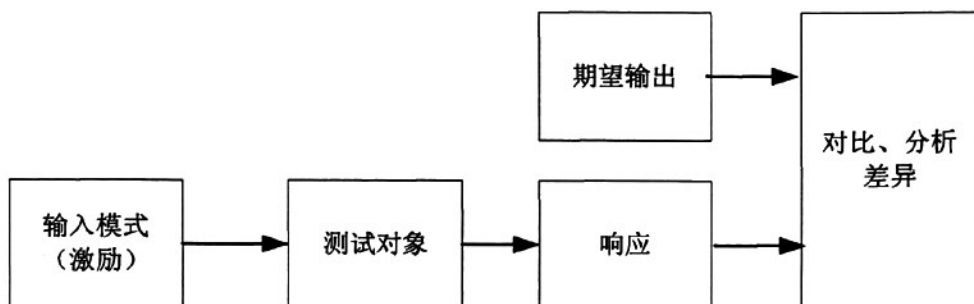 期望输出
对比、分析
差异
输入模式
（激励）
测试对象
响应